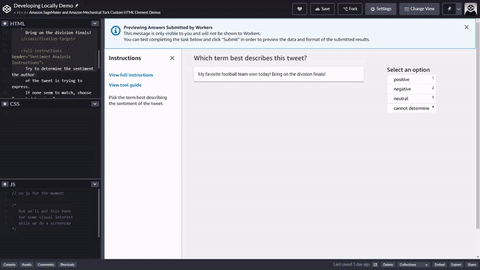 Developing Locally Demo
Amazon SageMaker and Amazon Mechanical Turk Custom HTML Element Demos
Save
Fork
Settings
Change View
HTML
Bring on the division finals!
</classification-target>
<full-instructions
header="Sentiment Analysis
Instructions">
Try to determine the sentiment
the author
of the tweet is trying to
express.
If none seem to match, choose
CSS
JS
// no js for the moment
/*
But we'll put this here
for some visual interest
while we do a screencap
Previewing Answers Submitted by Workers
This message is only visible to you and will not be shown to Workers.
You can test completing the task below and click "Submit" in order to preview the data and format of the submitted results.
Instructions
View full instructions
View tool guide
Pick the term best describing
the sentiment of the tweet.
Which term best describes this tweet?
My favorite football team won today! Bring on the division finals!
Select an option
positive
negative
neutral
cannot determine
Console
Assets
Comments
Shortcuts
Last saved 1 day ago
Delete
Collections
Embed
Export
Share